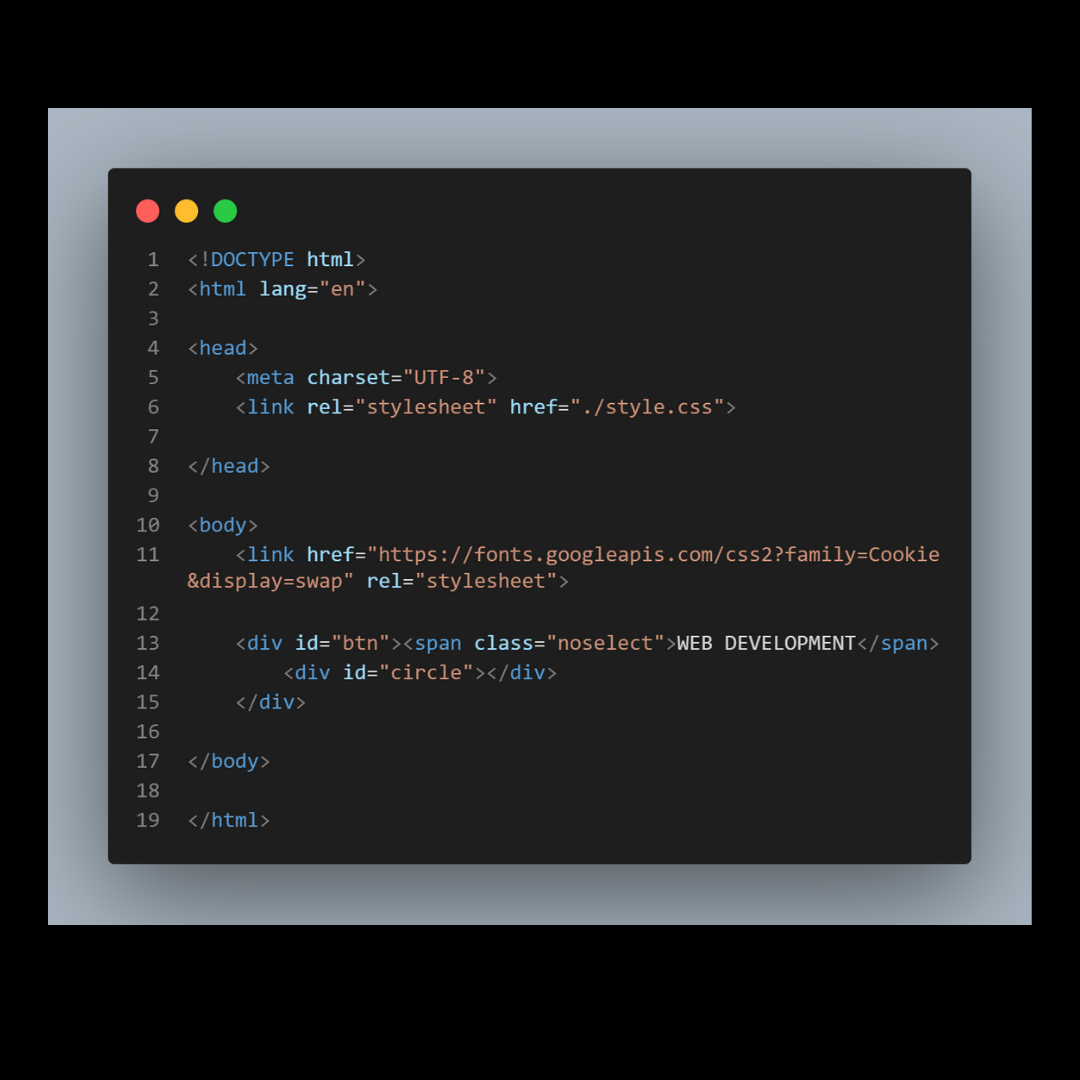 1 <!DOCTYPE html>
2 <html lang="en">
3
4 <head>
5     <meta charset="UTF-8">
6     <link rel="stylesheet" href="./style.css">
7
8 </head>
9
10 <body>
11     <link href="https://fonts.googleapis.com/css2?family=Cookie
&display=swap" rel="stylesheet">
12
13     <div id="btn"><span class="noselect">WEB DEVELOPMENT</span>
14         <div id="circle"></div>
15     </div>
16
17 </body>
18
19 </html>